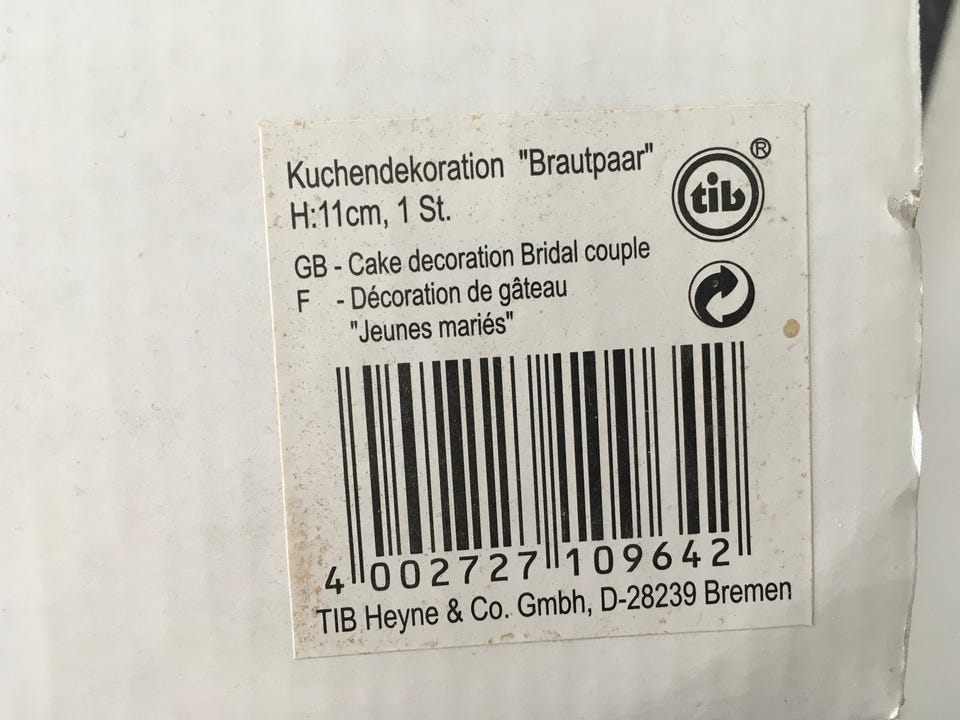 Kuchendekoration "Brautpaar"
H:11cm, 1 St.
tib ®
GB - Cake decoration Bridal couple
F - Décoration de gâteau
"Jeunes mariés"
4 002727 109642
TIB Heyne & Co. Gmbh, D-28239 Bremen